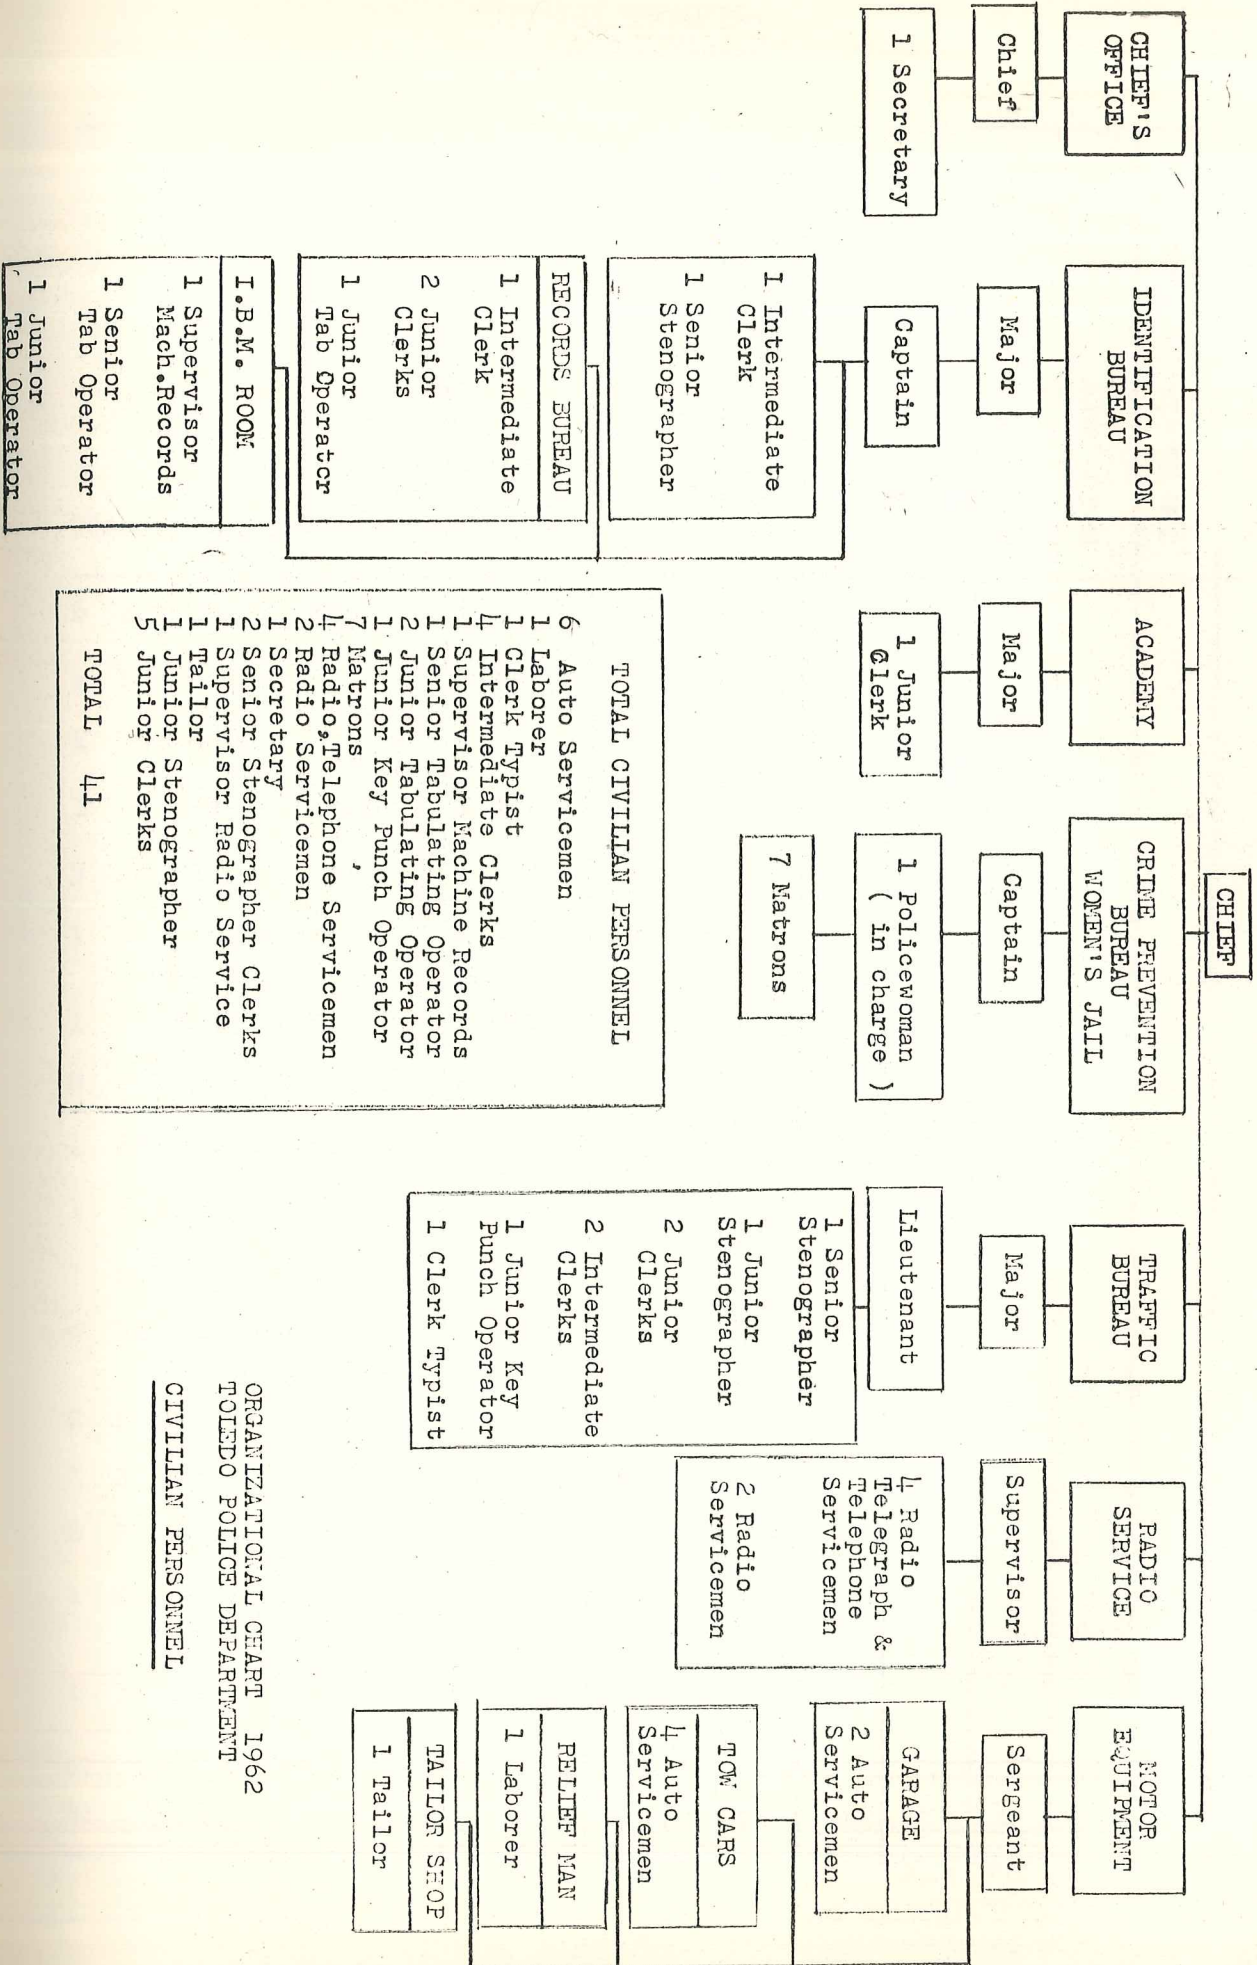 CHIEF
CHIEF'S
OFFICE
Chief
1 Secretary
IDENTIFICATION
BUREAU
Major
Captain
1 Intermediate
Clerk
1 Senior
Stenographer
RECORDS BUREAU
1 Intermediate
Clerk
2 Junior
Clerks
1 Junior
Tab Operator
I.B.M. ROOM
1 Supervisor
Mach.Records
1 Senior
Tab Operator
1 Junior
Tab Operator
ACADEMY
Major
1 Junior
Clerk
CRIME PREVENTION
BUREAU
WOMEN'S JAIL
Captain
1 Policewoman
( in charge )
7 Matrons
TRAFFIC
BUREAU
Major
Lieutenant
1 Senior
Stenographer
1 Junior
Stenographer
2 Junior
Clerks
2 Intermediate
Clerks
1 Junior Key
Punch Operator
1 Clerk Typist
RADIO
SERVICE
Supervisor
4 Radio
Telegraph &
Telephone
Servicemen
2 Radio
Servicemen
MOTOR
EQUIPMENT
Sergeant
GARAGE
2 Auto
Servicemen
TOW CARS
4 Auto
Servicemen
RELIEF MAN
1 Laborer
TAILOR SHOP
1 Tailor
TOTAL CIVILIAN PERSONNEL
6 Auto Servicemen
1 Laborer
1 Clerk Typist
4 Intermediate Clerks
1 Supervisor Machine Records
1 Senior Tabulating Operator
2 Junior Tabulating Operator
1 Junior Key Punch Operator
7 Matrons
4 Radio,Telephone Servicemen
2 Radio Servicemen
1 Secretary
2 Senior Stenographer Clerks
1 Supervisor Radio Service
1 Tailor
1 Junior Stenographer
5 Junior Clerks
TOTAL 41
ORGANIZATIONAL CHART 1962
TOLEDO POLICE DEPARTMENT
CIVILIAN PERSONNEL